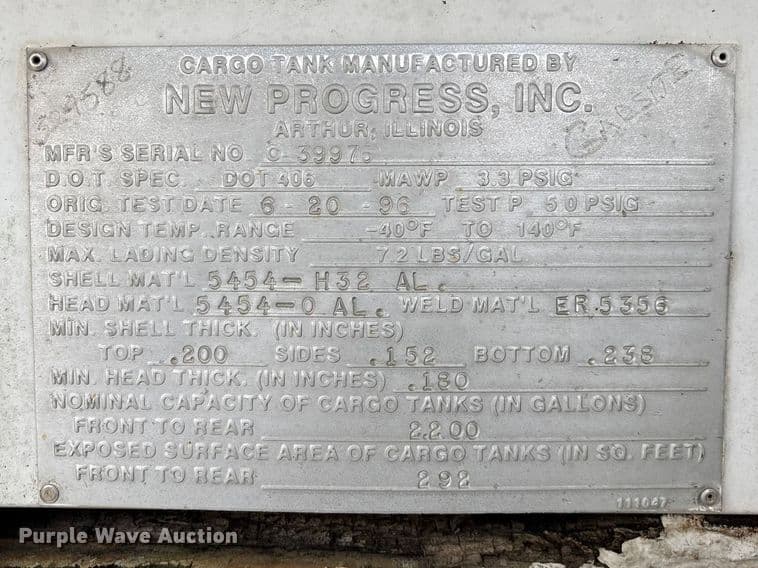 CARGO TANK MANUFACTURED BY
NEW PROGRESS, INC.
ARTHUR, ILLINOIS
MFR'S SERIAL NO C 39975
D.O.T. SPEC. DOT 406 MAWP 3.3 PSIG
ORIG. TEST DATE 6-20-96 TEST P 5.0 PSIG
DESIGN TEMP. RANGE -40°F TO 140°F
MAX. LADING DENSITY 7.2 LBS/GAL
SHELL MAT'L 5454-H32 AL.
HEAD MAT'L 5454-O AL. WELD MAT'L ER 5356
MIN. SHELL THICK. (IN INCHES)
TOP .200 SIDES .152 BOTTOM .238
MIN. HEAD THICK. (IN INCHES) .180
NOMINAL CAPACITY OF CARGO TANKS (IN GALLONS)
FRONT TO REAR 2200
EXPOSED SURFACE AREA OF CARGO TANKS (IN SQ. FEET)
FRONT TO REAR 292
111047
Purple Wave Auction